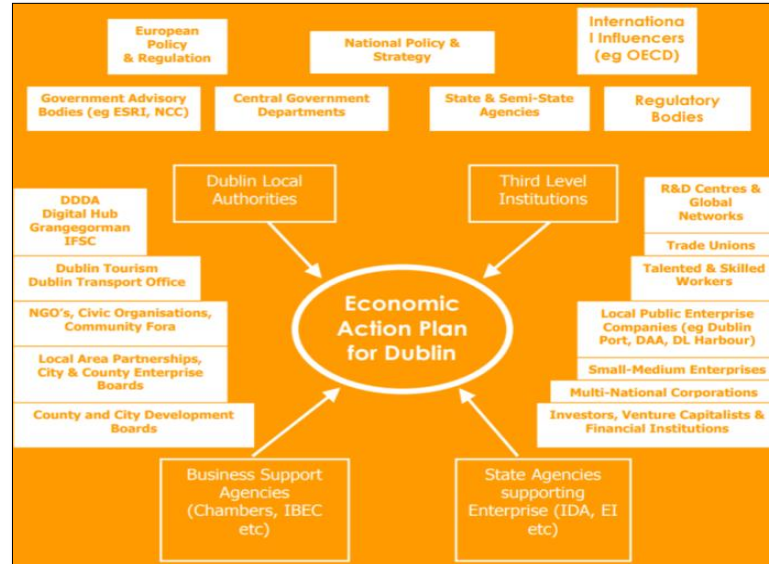 European
Policy
& Regulation
National Policy &
Strategy
Internationa
l Influencers
(eg OECD)
Government Advisory
Bodies (eg ESRI, NCC)
Central Government
Departments
State & Semi-State
Agencies
Regulatory
Bodies
Dublin Local
Authorities
Third Level
Institutions
DDDA
Digital Hub
Grangegorman
IFSC
Dublin Tourism
Dublin Transport Office
NGO's, Civic Organisations,
Community Fora
Local Area Partnerships,
City & County Enterprise
Boards
County and City Development
Boards
Economic
Action Plan
for Dublin
R&D Centres &
Global
Networks
Trade Unions
Talented & Skilled
Workers
Local Public Enterprise
Companies (eg Dublin
Port, DAA, DL Harbour)
Small-Medium Enterprises
Multi-National Corporations
Investors, Venture Capitalists &
Financial Institutions
Business Support
Agencies
(Chambers, IBEC
etc)
State Agencies
supporting
Enterprise (IDA, EI
etc)